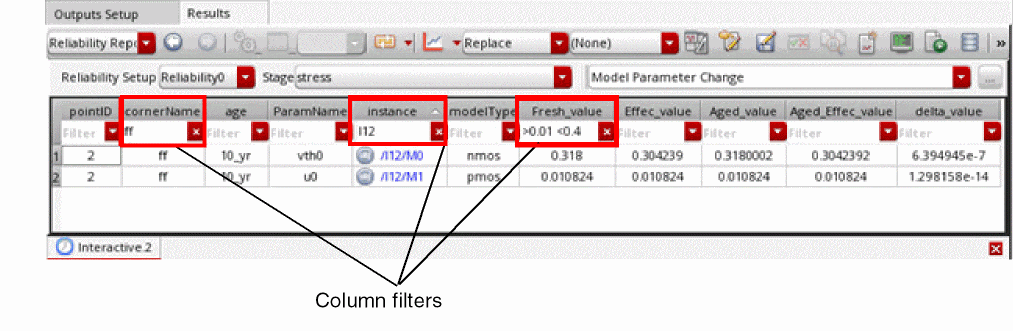 Outputs Setup Results
Reliability Repo Replace (None) »
Reliability Setup Reliability0 Stage stress Model Parameter Change ...
pointID cornerName age ParamName instance modelType Fresh_value Effec_value Aged_value Aged_Effec_value delta_value
Filter ff Filter Filter I12 Filter >0.01 <0.4 Filter Filter Filter Filter
1 2 ff 10_yr vth0 /I12/M0 nmos 0.318 0.304239 0.3180002 0.3042392 6.394945e-7
2 2 ff 10_yr u0 /I12/M1 pmos 0.010824 0.010824 0.010824 0.010824 1.298158e-14
Interactive.2
Column filters